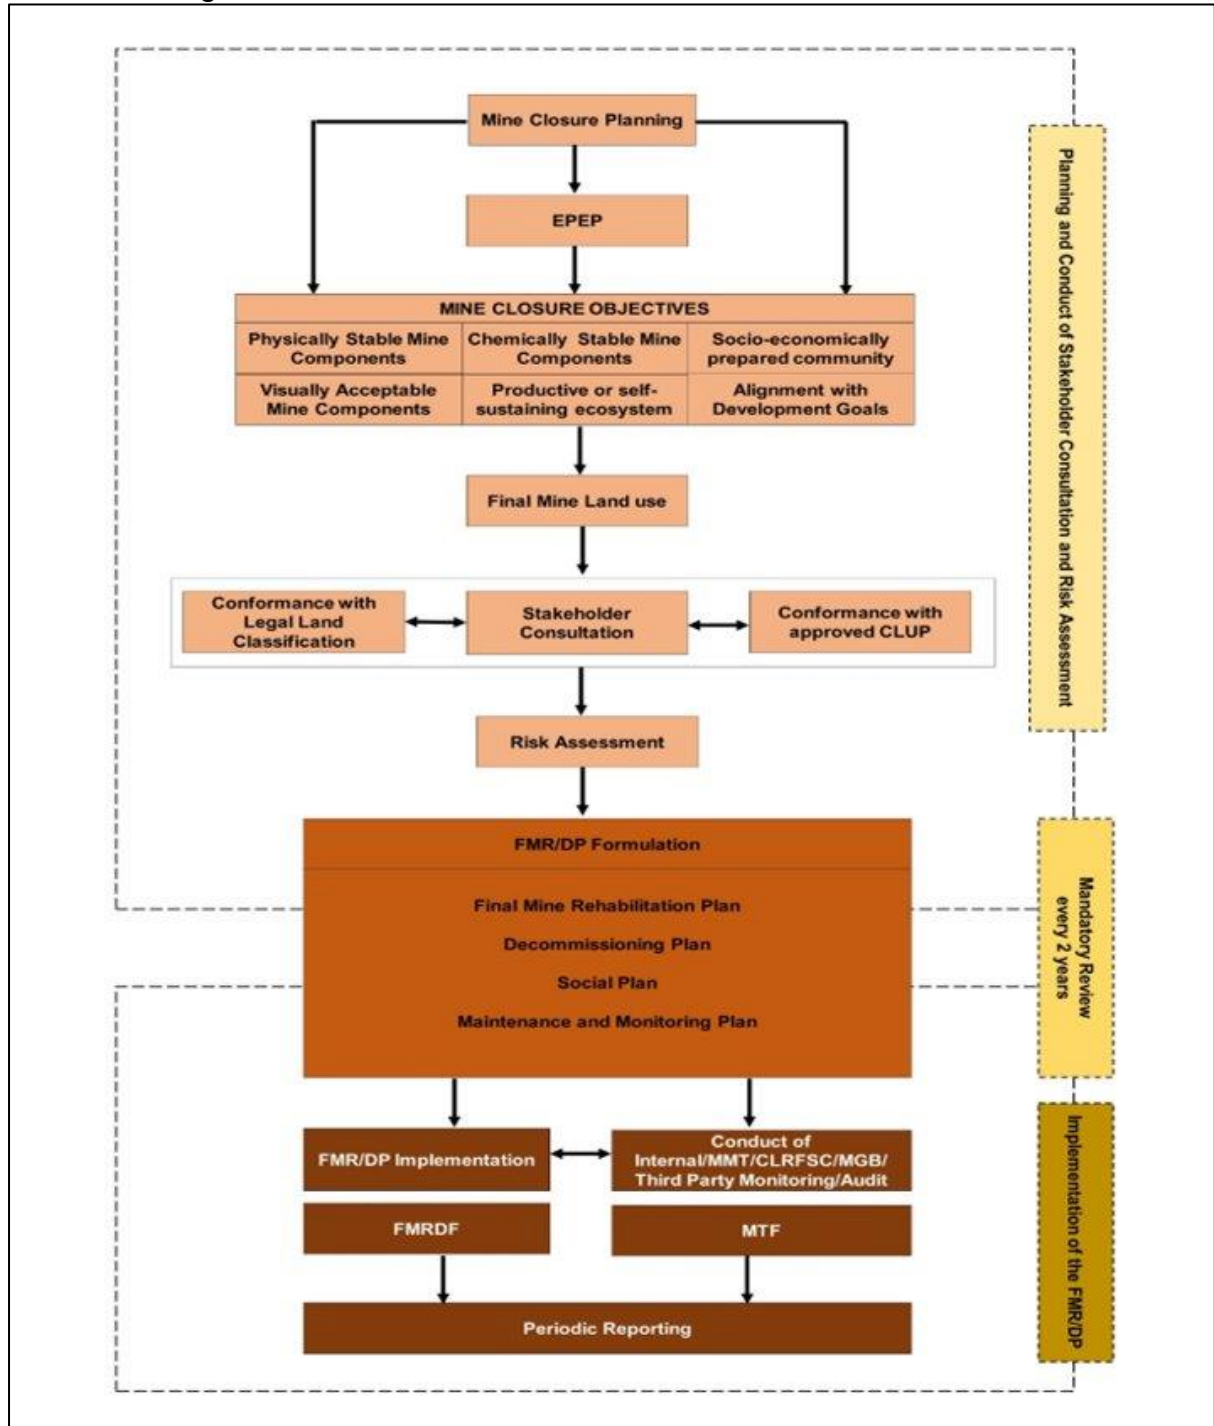 Mine Closure Planning
EPEP
MINE CLOSURE OBJECTIVES
Physically Stable Mine
Components
Chemically Stable Mine
Components
Socio-economically
prepared community
Visually Acceptable
Mine Components
Productive or self-
sustaining ecosystem
Alignment with
Development Goals
Final Mine Land use
Conformance with
Legal Land
Classification
Stakeholder
Consultation
Conformance with
approved CLUP
Risk Assessment
Planning and Conduct of Stakeholder Consultation and Risk Assessment
FMR/DP Formulation
Final Mine Rehabilitation Plan
Decommissioning Plan
Social Plan
Maintenance and Monitoring Plan
Mandatory Review
every 2 years
FMR/DP Implementation
Conduct of
Internal/MMT/CLRFSC/MGB/
Third Party Monitoring/Audit
FMRDF
MTF
Periodic Reporting
Implementation of the FMR/DP